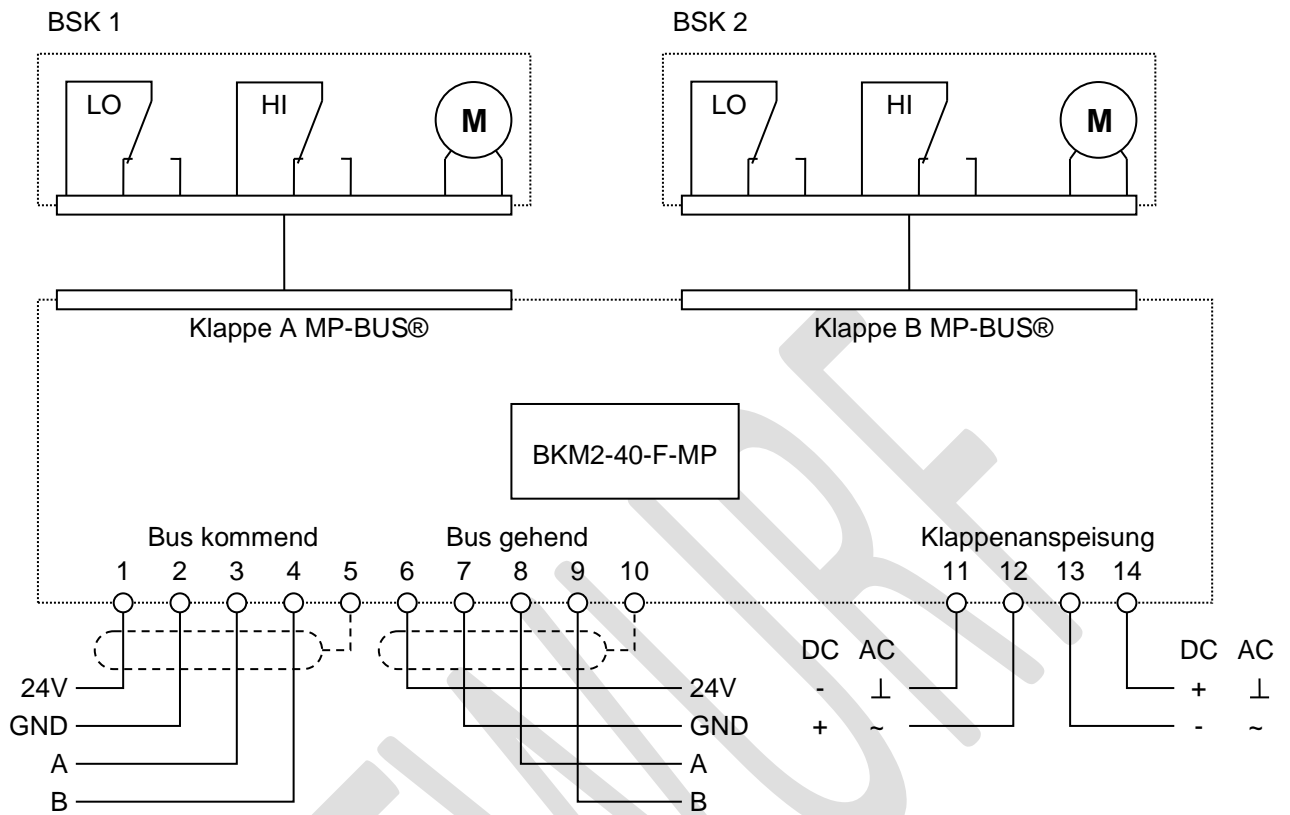 BSK 1
BSK 2
LO HI M
LO HI M
Klappe A MP-BUS®
Klappe B MP-BUS®
BKM2-40-F-MP
Bus kommend
Bus gehend
Klappenanspeisung
1 2 3 4 5 6 7 8 9 10 11 12 13 14
DC AC
DC AC
24V
24V
- ⊥
+ ⊥
GND
GND
+ ~
- ~
A
A
B
B